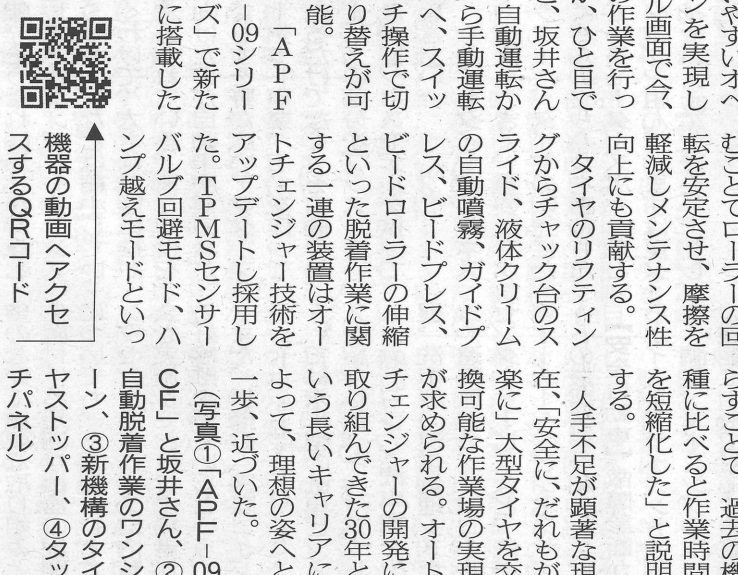 やすいオペ
ンを実現し
ル画面で今、
の作業を行っ
が、ひと目で
と、坂井さん
自動運転か
ら手動運転
へ、スイッ
チ操作で切
り替えが可
能。
「APF
−09シリー
ズ」で新た
に搭載した
むことでローラーの回
転を安定させ、摩擦を
軽減しメンテナンス性
向上にも貢献する。
タイヤのリフティン
グからチャック台のス
ライド、液体クリーム
の自動噴霧、ガイドプ
レス、ビードプレス、
ビードローラーの伸縮
といった脱着作業に関
する一連の装置はオー
トチェンジャー技術を
アップデートし採用し
た。TPMSセンサー
バルブ回避モード、ハ
ンプ越えモードといっ
機器の動画へアクセ
スするQRコード
らすことで、過去の機
種に比べると作業時間
を短縮化した」と説明
する。
人手不足が顕著な現
在、「安全に、だれもが
楽に」大型タイヤを交
換可能な作業場の実現
が求められる。オート
チェンジャーの開発に
取り組んできた30年と
いう長いキャリアに
よって、理想の姿へと
一歩、近づいた。
（写真①「APF−09
CF」と坂井さん、②
自動脱着作業のワンシ
ーン、③新機構のタイ
ヤストッパー、④タッ
チパネル）